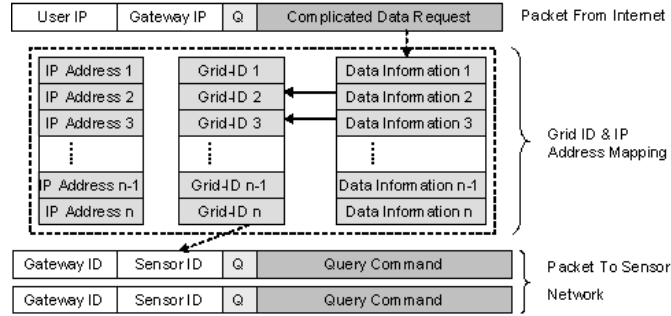 User IP Gateway IP Q Complicated Data Request Packet From Internet
IP Address 1 Grid-ID 1 Data Information 1
IP Address 2 Grid-ID 2 Data Information 2
IP Address 3 Grid-ID 3 Data Information 3
Grid ID & IP
Address Mapping
IP Address n-1 Grid-ID n-1 Data Information n-1
IP Address n Grid-ID n Data Information n
Gateway ID Sensor ID Q Query Command
Packet To Sensor
Network
Gateway ID Sensor ID Q Query Command